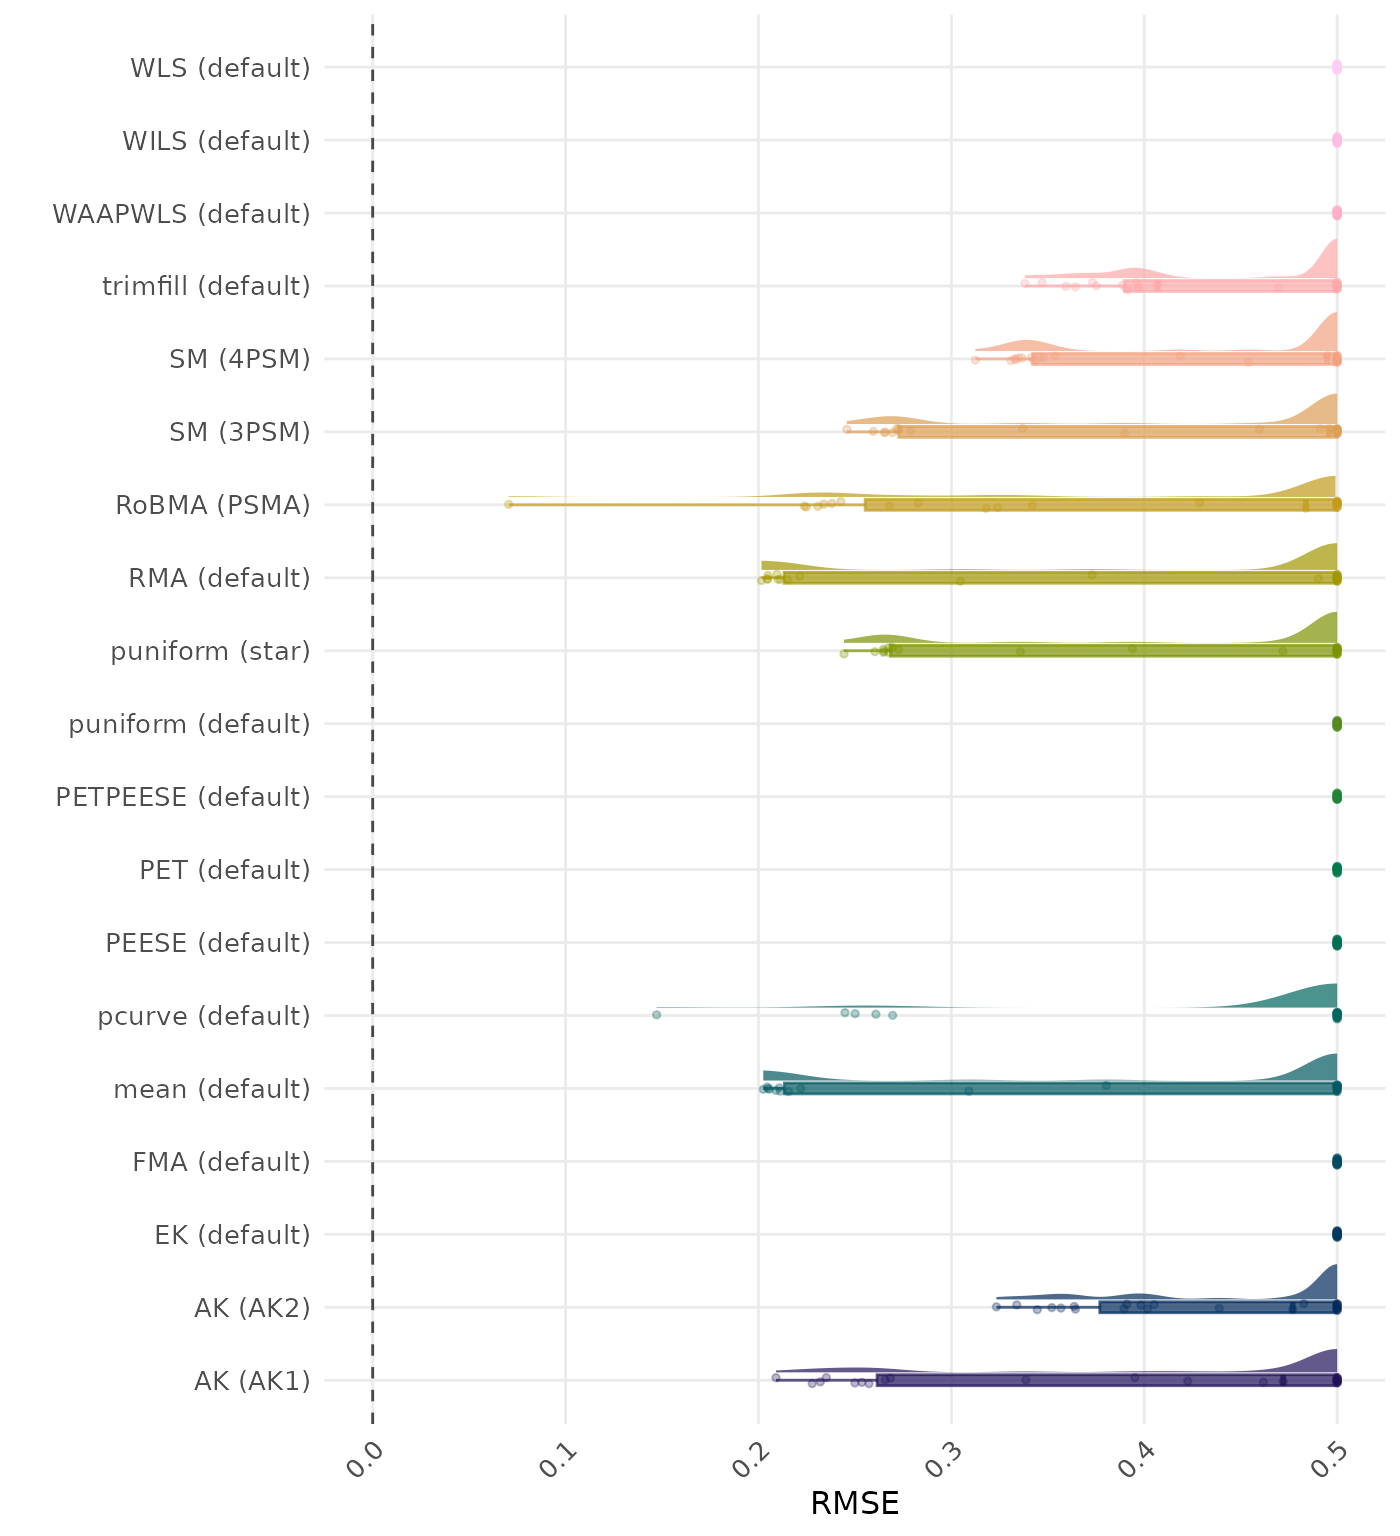 WLS (default)
WILS (default)
WAAPWLS (default)
trimfill (default)
SM (4PSM)
SM (3PSM)
RoBMA (PSMA)
RMA (default)
puniform (star)
puniform (default)
PETPEESE (default)
PET (default)
PEESE (default)
pcurve (default)
mean (default)
FMA (default)
EK (default)
AK (AK2)
AK (AK1)
0.0 0.1 0.2 0.3 0.4 0.5
RMSE